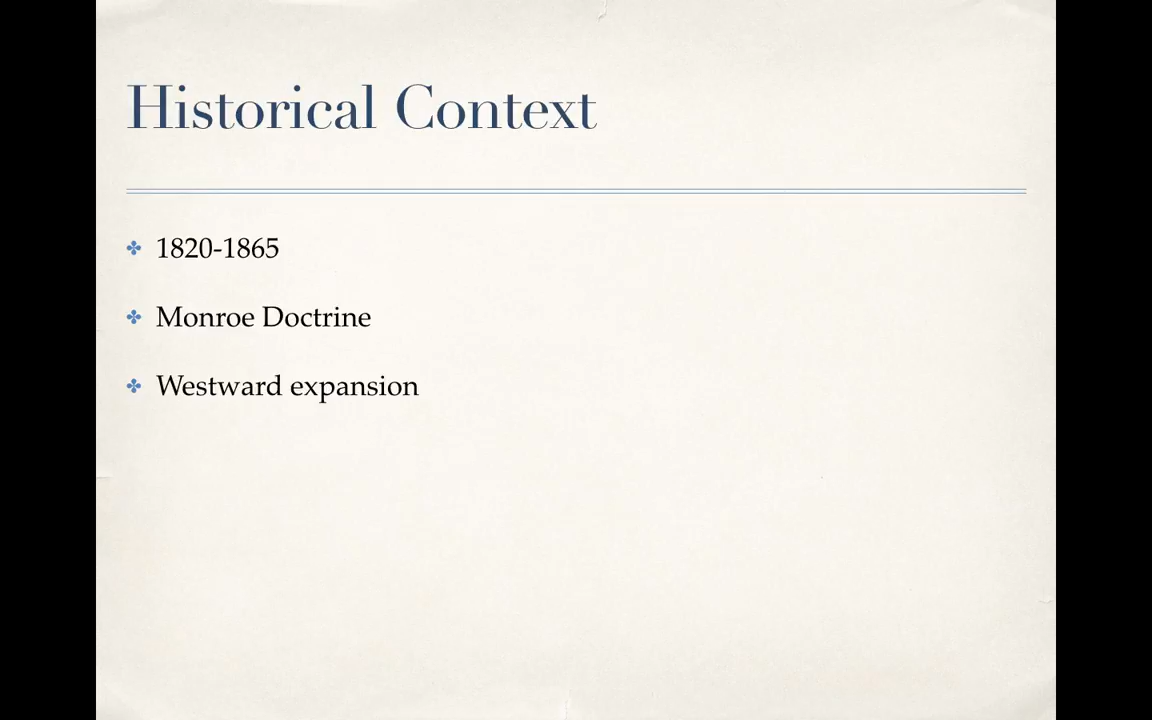 Historical Context
1820-1865
Monroe Doctrine
Westward expansion